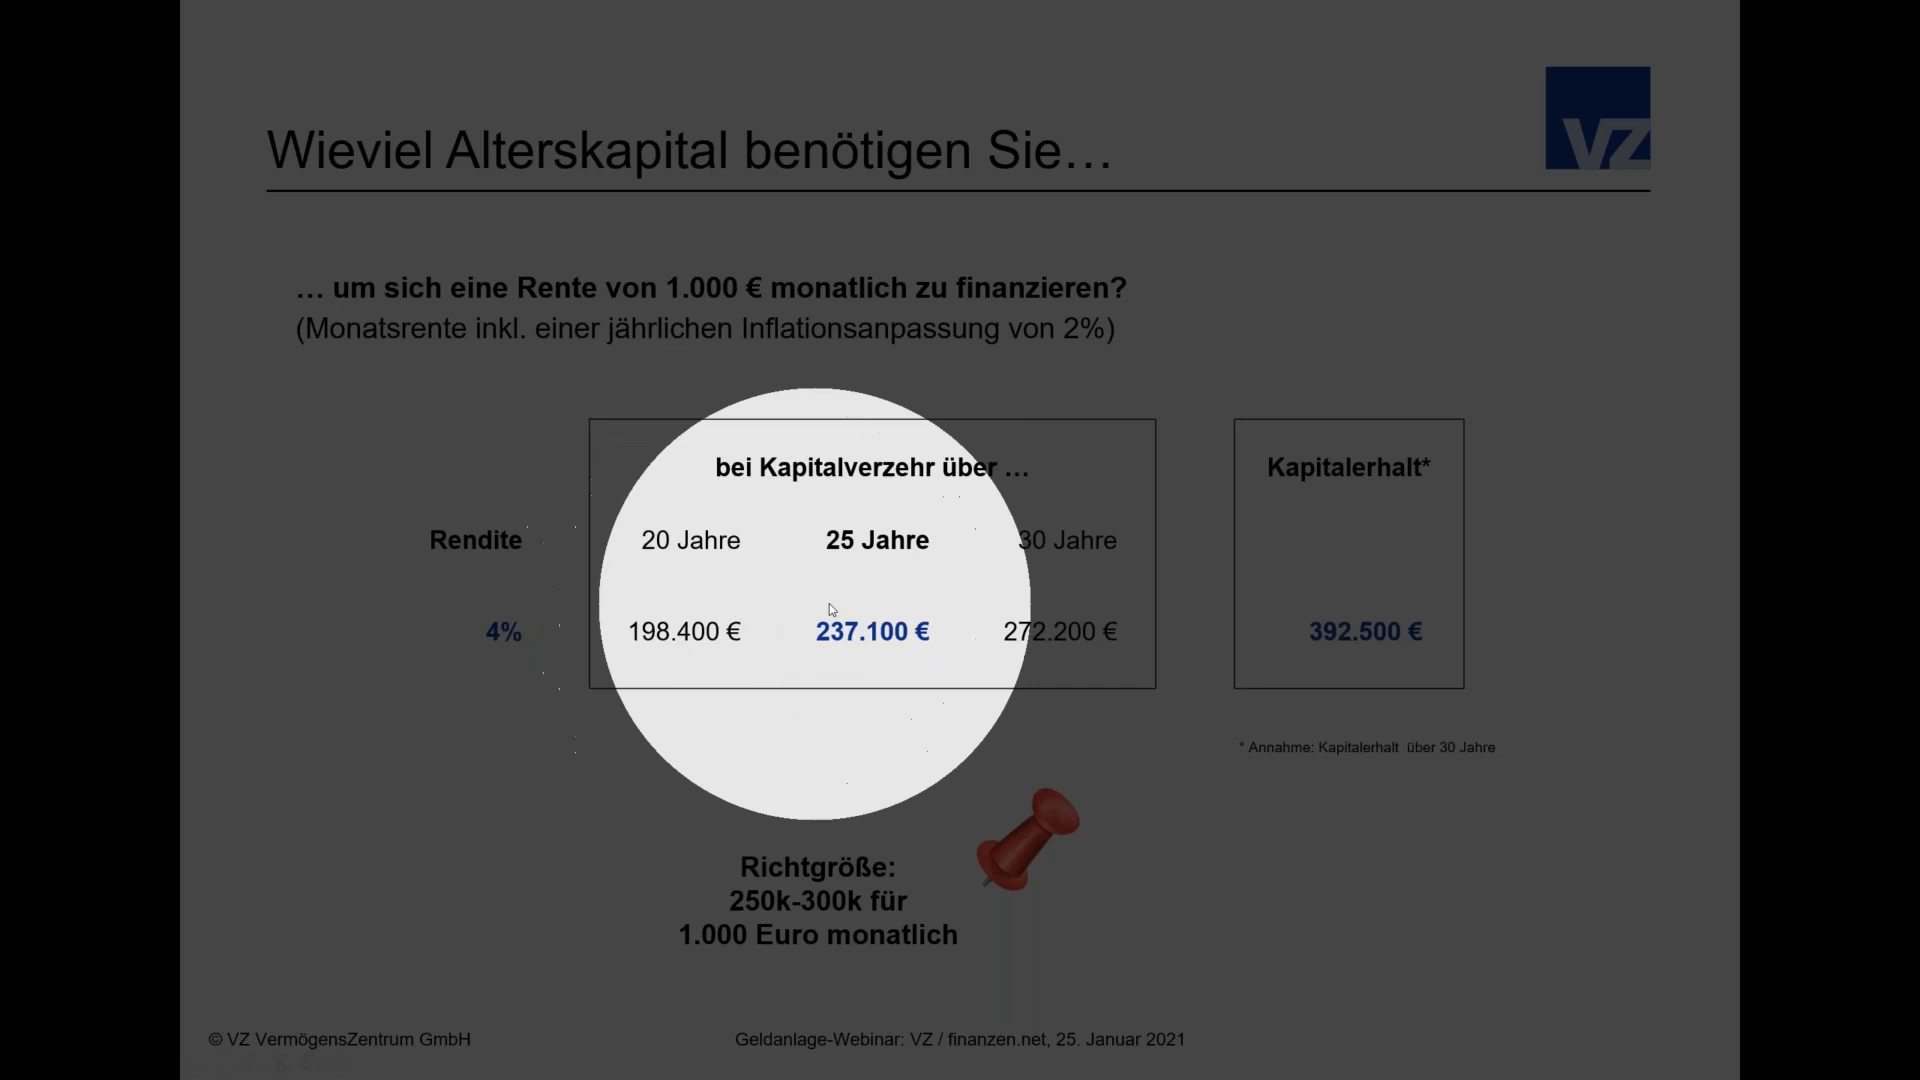 VZ
Wieviel Alterskapital benötigen Sie…
… um sich eine Rente von 1.000 € monatlich zu finanzieren?
(Monatsrente inkl. einer jährlichen Inflationsanpassung von 2%)
bei Kapitalverzehr über …
Kapitalerhalt*
Rendite 20 Jahre 25 Jahre 30 Jahre
4% 198.400 € 237.100 € 272.200 € 392.500 €
* Annahme: Kapitalerhalt über 30 Jahre
Richtgröße:
250k-300k für
1.000 Euro monatlich
© VZ VermögensZentrum GmbH
Geldanlage-Webinar: VZ / finanzen.net, 25. Januar 2021